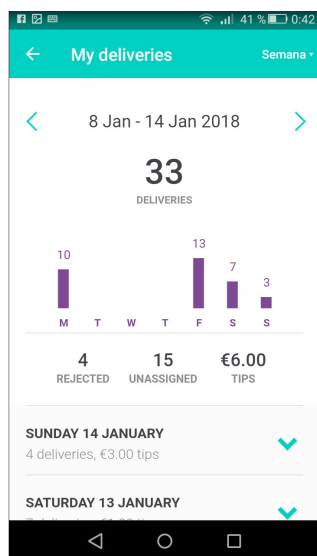 41 % 0:42
My deliveries Semana
8 Jan - 14 Jan 2018
33
DELIVERIES
10 13 7 3
M T W T F S S
4 15 €6.00
REJECTED UNASSIGNED TIPS
SUNDAY 14 JANUARY
4 deliveries, €3.00 tips
SATURDAY 13 JANUARY